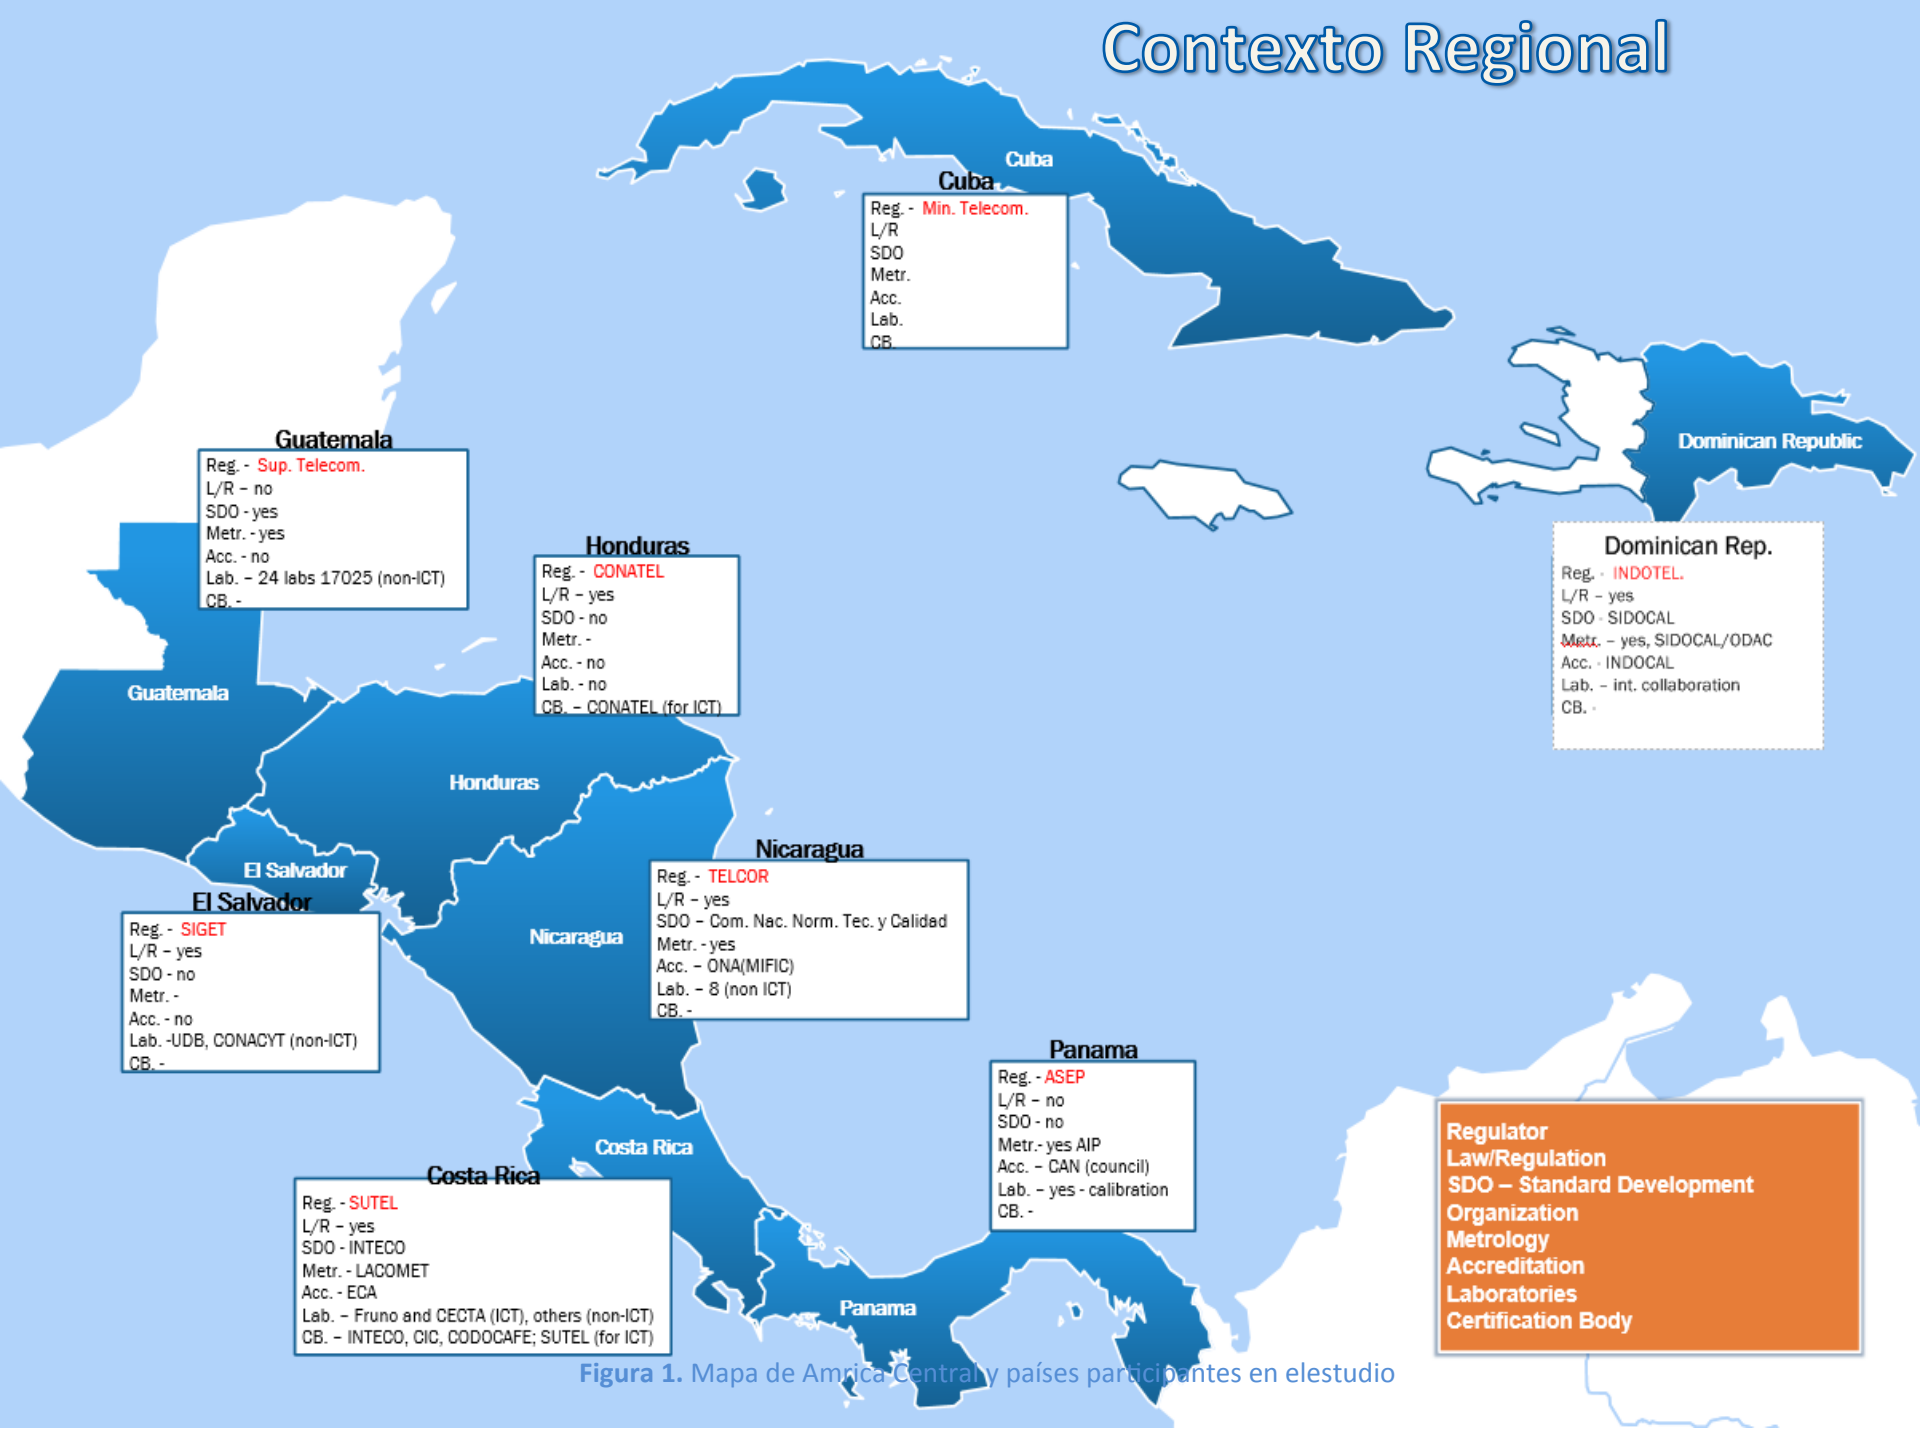 Contexto Regional
Cuba
Cuba
Reg. - Min. Telecom.
L/R
SDO
Metr.
Acc.
Lab.
CB.
Guatemala
Reg. - Sup. Telecom.
L/R – no
SDO - yes
Metr. - yes
Acc. - no
Lab. – 24 labs 17025 (non-ICT)
CB. -
Guatemala
Honduras
Reg. - CONATEL
L/R – yes
SDO - no
Metr. -
Acc. - no
Lab. - no
CB. – CONATEL (for ICT)
Honduras
Dominican Republic
Dominican Rep.
Reg. - INDOTEL.
L/R – yes
SDO - SIDOCAL
Metr. – yes, SIDOCAL/ODAC
Acc. - INDOCAL
Lab. – int. collaboration
CB. -
El Salvador
El Salvador
Reg. - SIGET
L/R – yes
SDO - no
Metr. -
Acc. - no
Lab. -UDB, CONACYT (non-ICT)
CB. -
Nicaragua
Reg. - TELCOR
L/R – yes
SDO – Com. Nac. Norm. Tec. y Calidad
Metr. - yes
Acc. – ONA(MIFIC)
Lab. – 8 (non ICT)
CB. -
Nicaragua
Panama
Reg. - ASEP
L/R – no
SDO - no
Metr.- yes AIP
Acc. – CAN (council)
Lab. – yes - calibration
CB. -
Panama
Costa Rica
Costa Rica
Reg. - SUTEL
L/R – yes
SDO - INTECO
Metr. - LACOMET
Acc. - ECA
Lab. – Fruno and CECTA (ICT), others (non-ICT)
CB. – INTECO, CIC, CODOCAFE; SUTEL (for ICT)
Regulator
Law/Regulation
SDO – Standard Development
Organization
Metrology
Accreditation
Laboratories
Certification Body
Figura 1. Mapa de Amrica Central y países participantes en elestudio